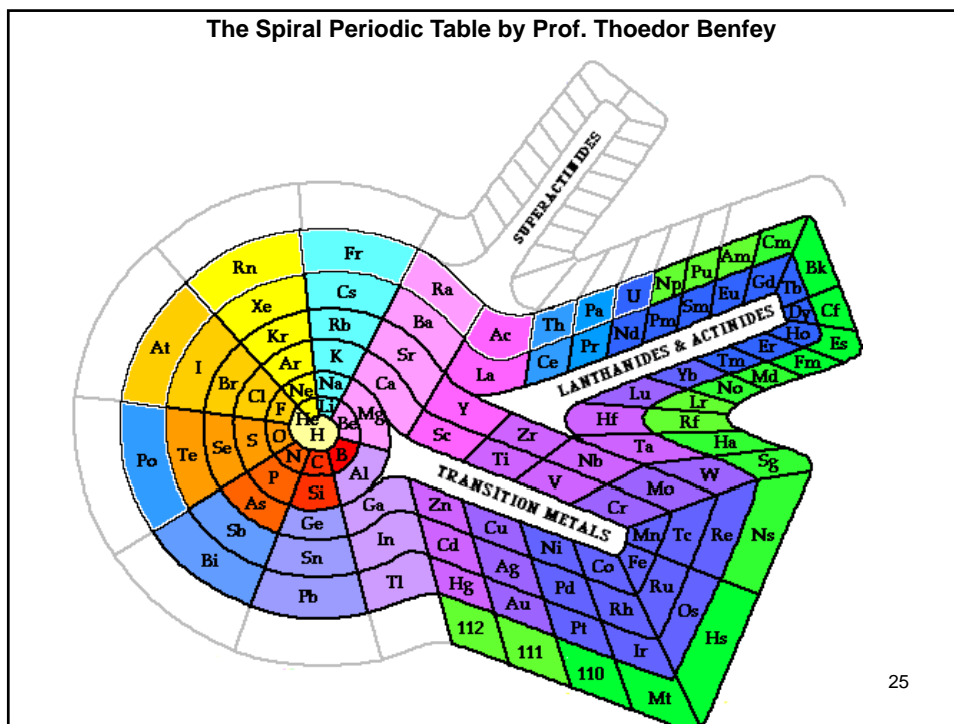 The Spiral Periodic Table by Prof. Thoedor Benfey
SUPERACTINIDES
Rn Fr Ra
Xe Cs Ba
Kr Rb Sr
Ar K Ca
Ne Na Mg
He Li Be
H
At I Br Cl F
Po Te Se S O
As P N
Bi Sb
B C Si
Al Ga In Tl
Ge Sn Pb
Ac Th Pa U Np Pu Am Cm Bk
La Ce Pr Nd Pm Sm Eu Gd Tb
Dy Cf
Ho Es
LANTHANIDES & ACTINIDES
Lu Yb Tm Er
Lr No Md Fm
Hf Rf
Ta Ha
W Sg
Y Zr Nb Mo
Sc Ti V Cr
TRANSITION METALS
Mn Tc Re Ns
Fe Ru Os Hs
Zn Cu Ni Co
Cd Ag Pd Rh
Hg Au Pt Ir
112 111 110 Mt
25